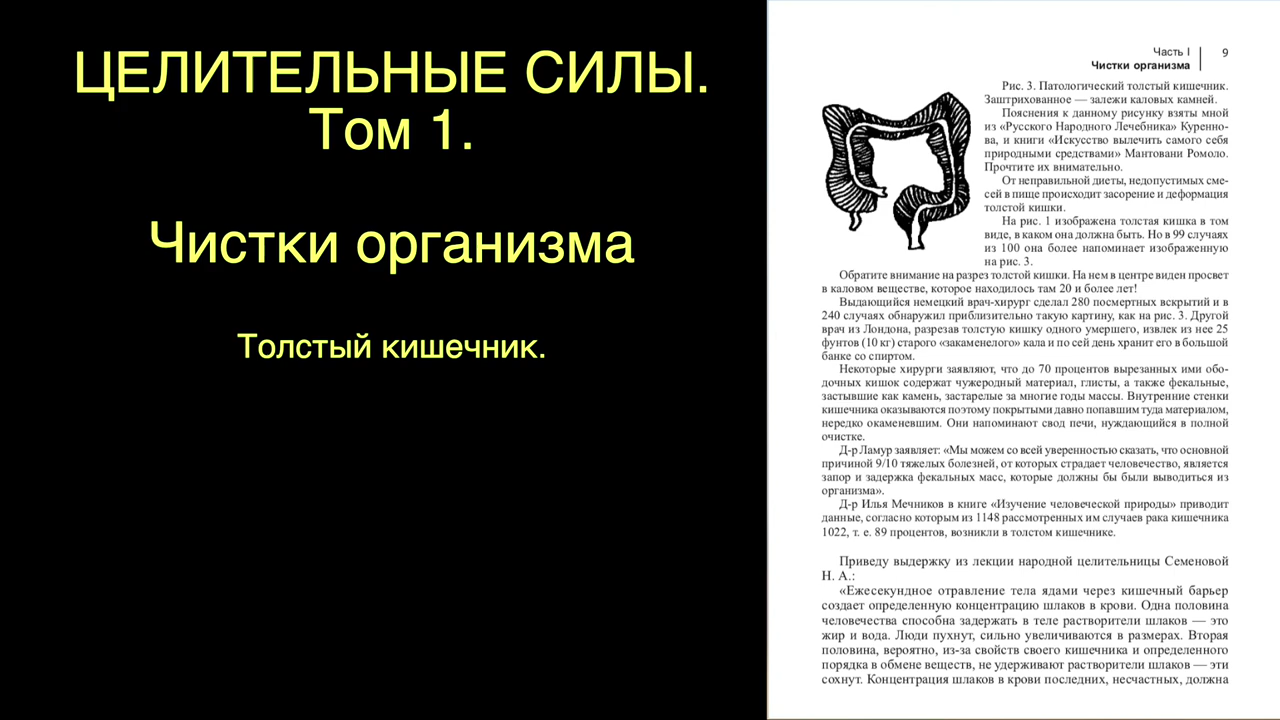 ЦЕЛИТЕЛЬНЫЕ СИЛЫ.
Том 1.
Чистки организма
Толстый кишечник.
Часть I
9
Чистки организма
Рис. 3. Патологический толстый кишечник.
Заштрихованное — залежи каловых камней.
Пояснения к данному рисунку взяты мной
из «Русского Народного Лечебника» Куренно-
ва, и книги «Искусство вылечить самого себя
природными средствами» Мантовани Ромоло.
Прочтите их внимательно.
От неправильной диеты, недопустимых сме-
сей в пище происходит засорение и деформация
толстой кишки.
На рис. 1 изображена толстая кишка в том
виде, в каком она должна быть. Но в 99 случаях
из 100 она более напоминает изображенную
на рис. 3.
Обратите внимание на разрез толстой кишки. На нем в центре виден просвет
в каловом веществе, которое находилось там 20 и более лет!
Выдающийся немецкий врач-хирург сделал 280 посмертных вскрытий и в
240 случаях обнаружил приблизительно такую картину, как на рис. 3. Другой
врач из Лондона, разрезав толстую кишку одного умершего, извлек из нее 25
фунтов (10 кг) старого «закаменелого» кала и по сей день хранит его в большой
банке со спиртом.
Некоторые хирурги заявляют, что до 70 процентов вырезанных ими обо-
дочных кишок содержат чужеродный материал, глисты, а также фекальные,
застывшие как камень, застарелые за многие годы массы. Внутренние стенки
кишечника оказываются поэтому покрытыми давно попавшим туда материалом,
нередко окаменевшим. Они напоминают свод печи, нуждающийся в полной
очистке.
Д-р Ламур заявляет: «Мы можем со всей уверенностью сказать, что основной
причиной 9/10 тяжелых болезней, от которых страдает человечество, является
запор и задержка фекальных масс, которые должны бы были выводиться из
организма».
Д-р Илья Мечников в книге «Изучение человеческой природы» приводит
данные, согласно которым из 1148 рассмотренных им случаев рака кишечника
1022, т. е. 89 процентов, возникли в толстом кишечнике.
Приведу выдержку из лекции народной целительницы Семеновой
Н. А.:
«Ежесекундное отравление тела ядами через кишечный барьер
создает определенную концентрацию шлаков в крови. Одна половина
человечества способна задержать в теле растворители шлаков — это
жир и вода. Люди пухнут, сильно увеличиваются в размерах. Вторая
половина, вероятно, из-за свойств своего кишечника и определенного
порядка в обмене веществ, не удерживают растворители шлаков — эти
сохнут. Концентрация шлаков в крови последних, несчастных, должна